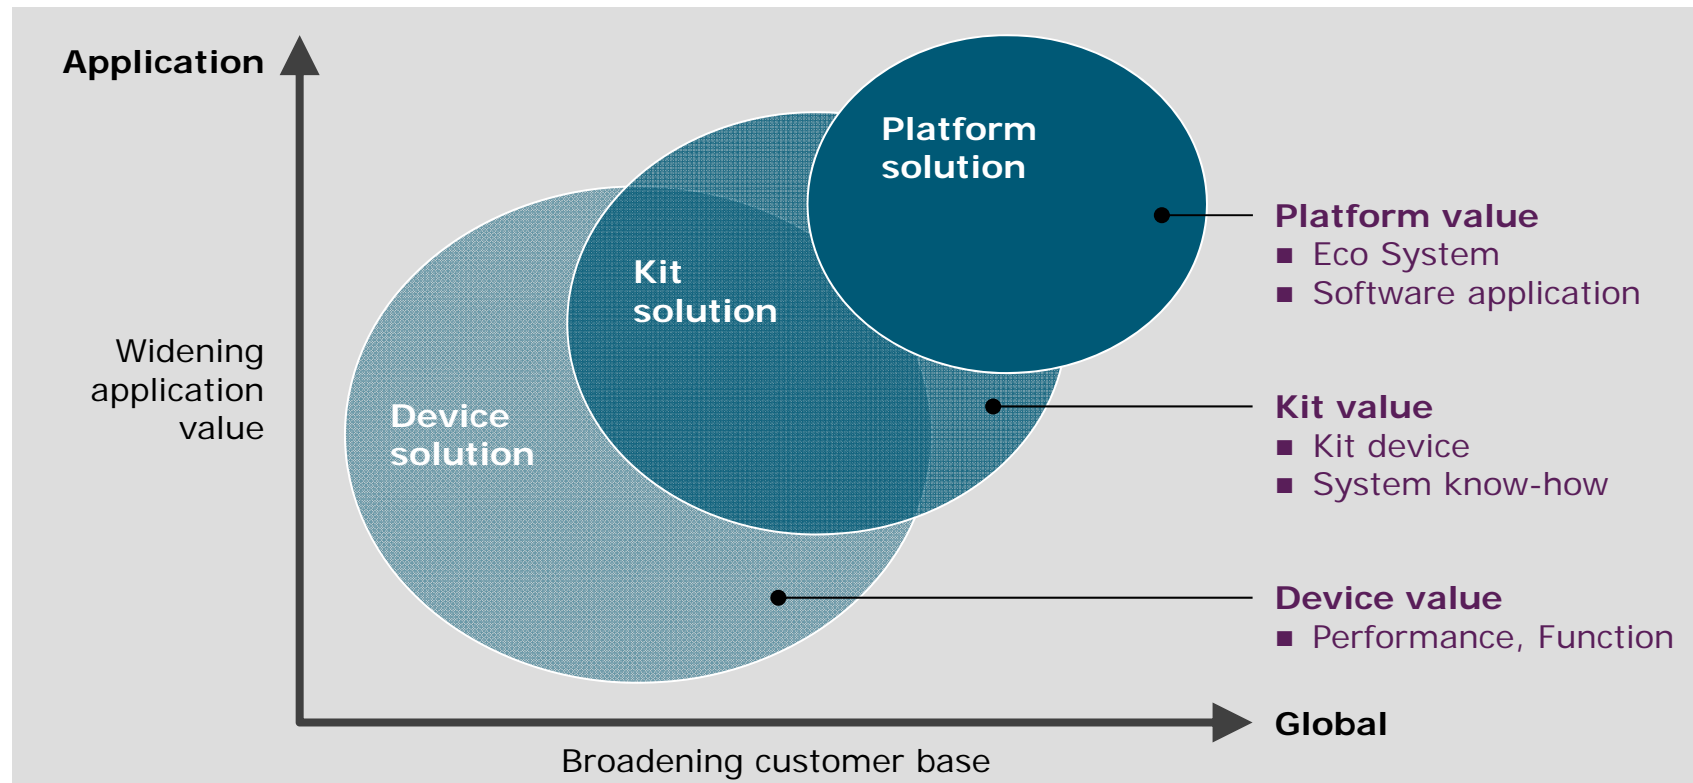 Application
Platform
solution
Platform value
■ Eco System
■ Software application
Kit
solution
Widening
application
value
Kit value
■ Kit device
■ System know-how
Device
solution
Device value
■ Performance, Function
Global
Broadening customer base